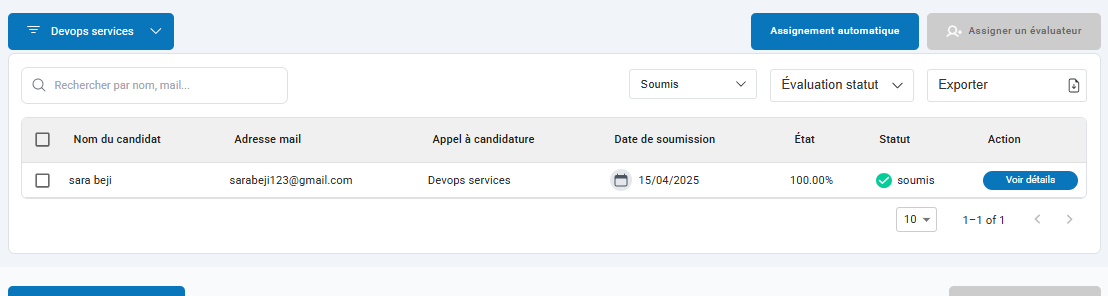 Devops services
Assignement automatique
Assigner un évaluateur
Rechercher par nom, mail...
Soumis
Évaluation statut
Exporter
Nom du candidat Adresse mail Appel à candidature Date de soumission État Statut Action
sara beji sarabeji123@gmail.com Devops services 15/04/2025 100.00% soumis Voir détails
10 1–1 of 1